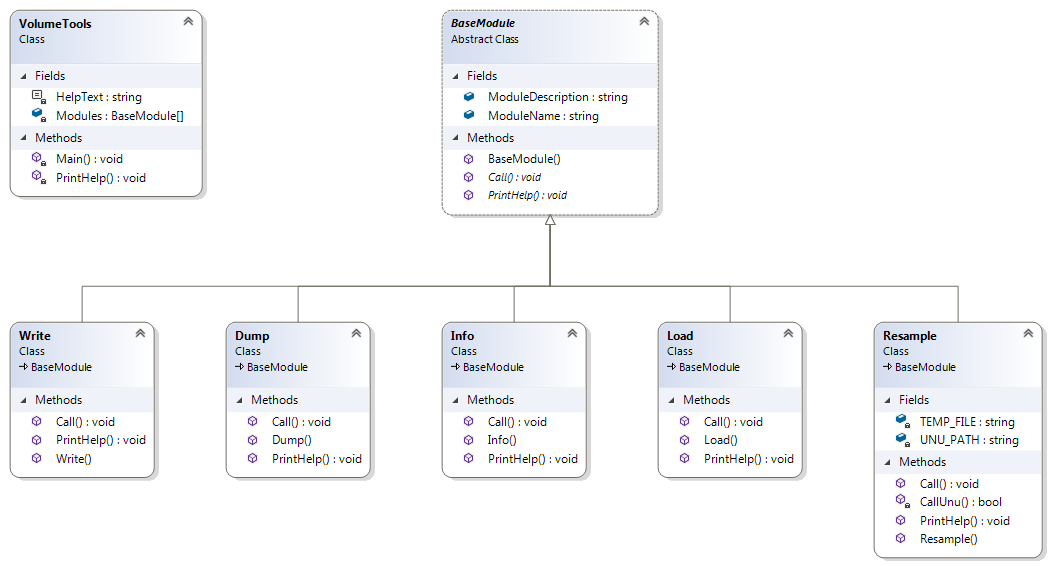 VolumeTools
Class
Fields
HelpText : string
Modules : BaseModule[]
Methods
Main() : void
PrintHelp() : void
BaseModule
Abstract Class
Fields
ModuleDescription : string
ModuleName : string
Methods
BaseModule()
Call() : void
PrintHelp() : void
Write
Class
BaseModule
Methods
Call() : void
PrintHelp() : void
Write()
Dump
Class
BaseModule
Methods
Call() : void
Dump()
PrintHelp() : void
Info
Class
BaseModule
Methods
Call() : void
Info()
PrintHelp() : void
Load
Class
BaseModule
Methods
Call() : void
Load()
PrintHelp() : void
Resample
Class
BaseModule
Fields
TEMP_FILE : string
UNU_PATH : string
Methods
Call() : void
CallUnu() : bool
PrintHelp() : void
Resample()